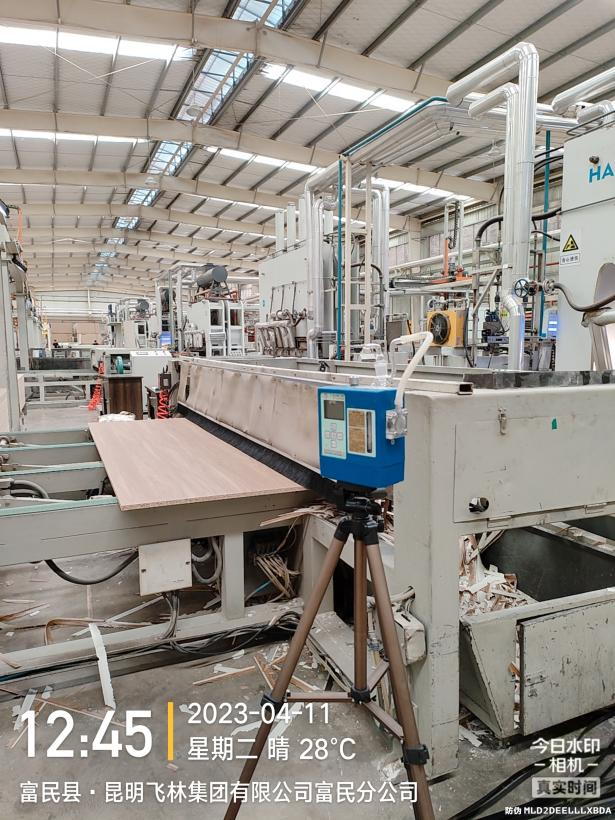 HA
12:45
2023-04-11
星期二 晴 28°C
富民县·昆明飞林集团有限公司富民分公司
今日水印
相机
真实时间
防伪 MLD2DEELLLXBDA